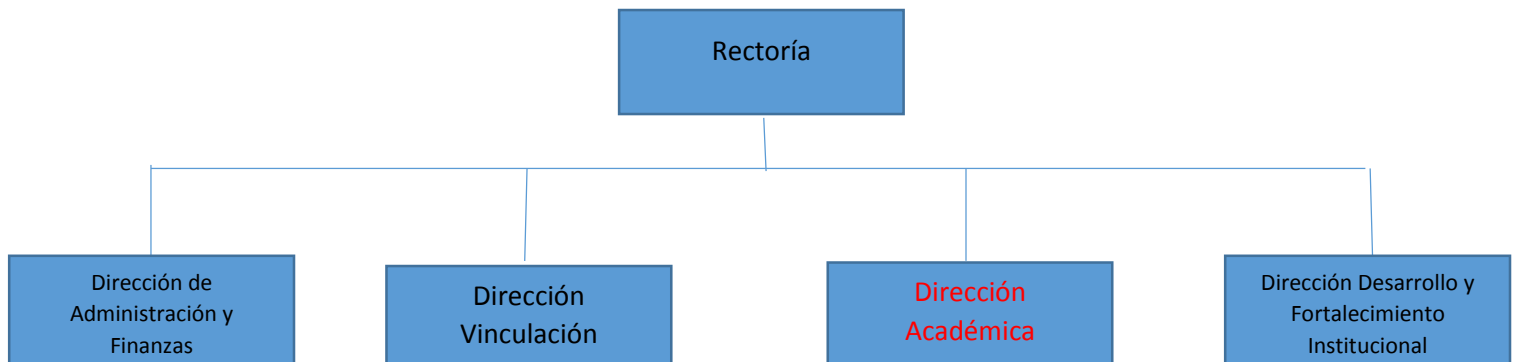 Rectoría
Dirección de
Administración y
Finanzas
Dirección
Vinculación
Dirección
Académica
Dirección Desarrollo y
Fortalecimiento
Institucional